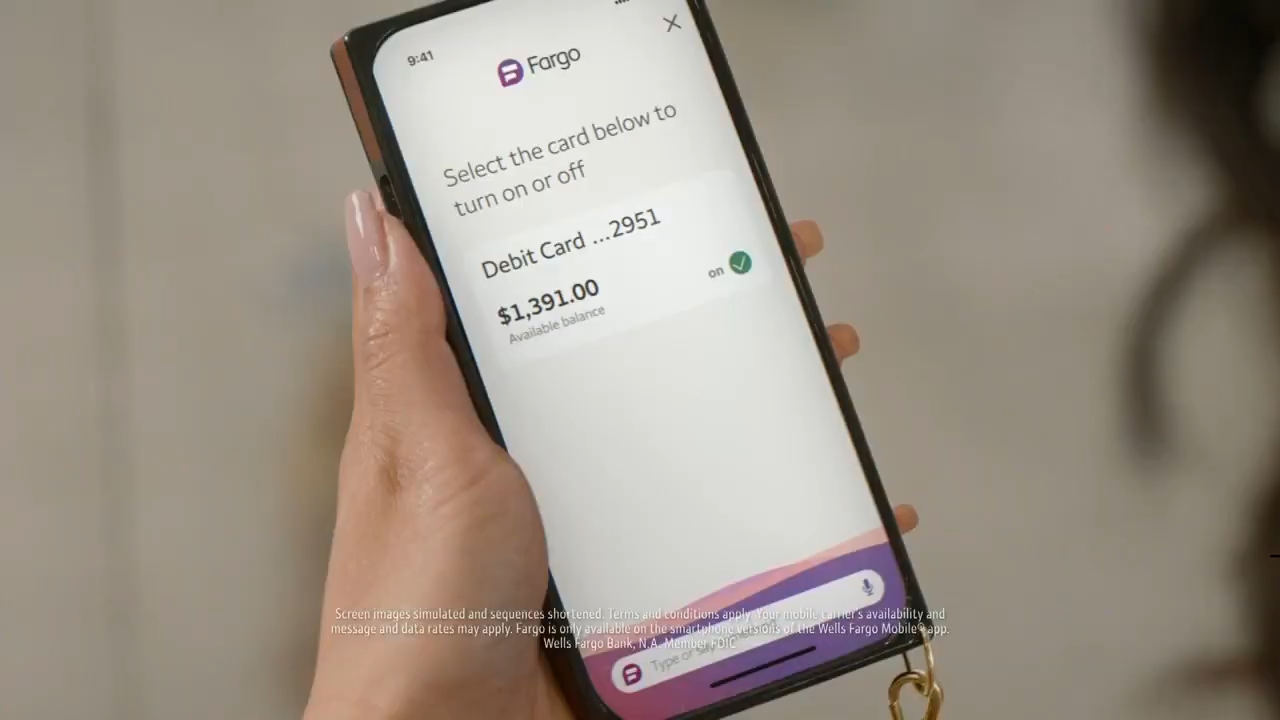 9:41
Fargo
Select the card below to
turn on or off
Debit Card ...2951
$1,391.00
on
Available balance
Screen images simulated and sequences shortened. Terms and conditions apply. Your mobile carrier's availability and
message and data rates may apply. Fargo is only available on the smartphone versions of the Wells Fargo Mobile® app.
Wells Fargo Bank, N.A. Member FDIC
Type or say